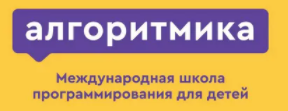 алгоритмика
Международная школа
программирования для детей